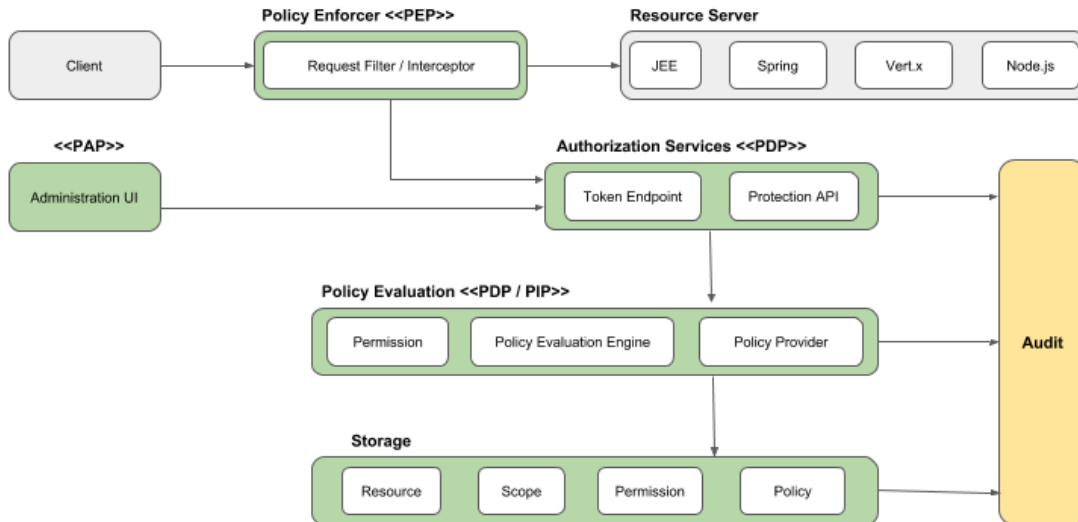 Policy Enforcer <<PEP>>
Resource Server
Client
Request Filter / Interceptor
JEE
Spring
Vert.x
Node.js
<<PAP>>
Authorization Services <<PDP>>
Administration UI
Token Endpoint
Protection API
Policy Evaluation <<PDP / PIP>>
Permission
Policy Evaluation Engine
Policy Provider
Audit
Storage
Resource
Scope
Permission
Policy